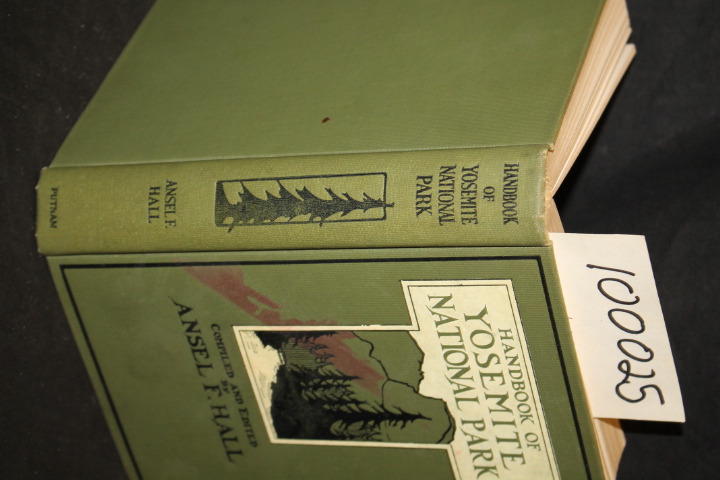 HANDBOOK
OF
YOSEMITE
NATIONAL
PARK
ANSEL F.
HALL
PUTNAM
HANDBOOK OF
YOSEMITE
NATIONAL PARK
COMPILED AND EDITED
BY
ANSEL F. HALL
100025